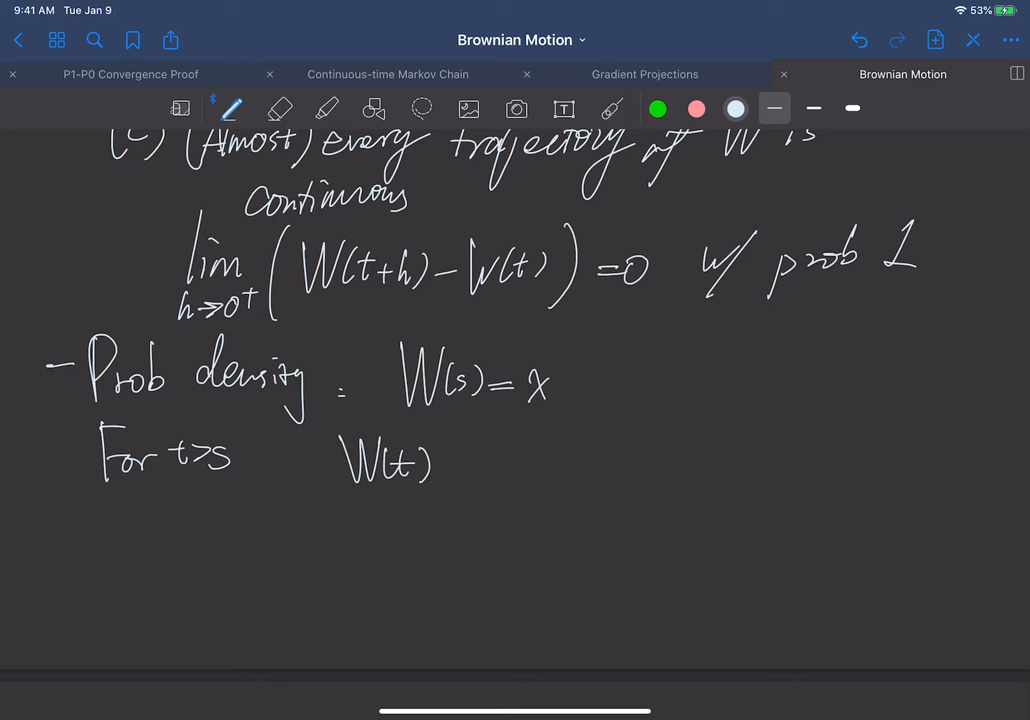 9:41 AM Tue Jan 9
53%
Brownian Motion
P1-P0 Convergence Proof
Continuous-time Markov Chain
Gradient Projections
Brownian Motion
(c) (Almost) every trajectory of W is
continuous
lim h→0+ (W(t+h) - W(t)) = 0 w/ prob 1
- Prob density : W(s) = x
For t>s W(t)